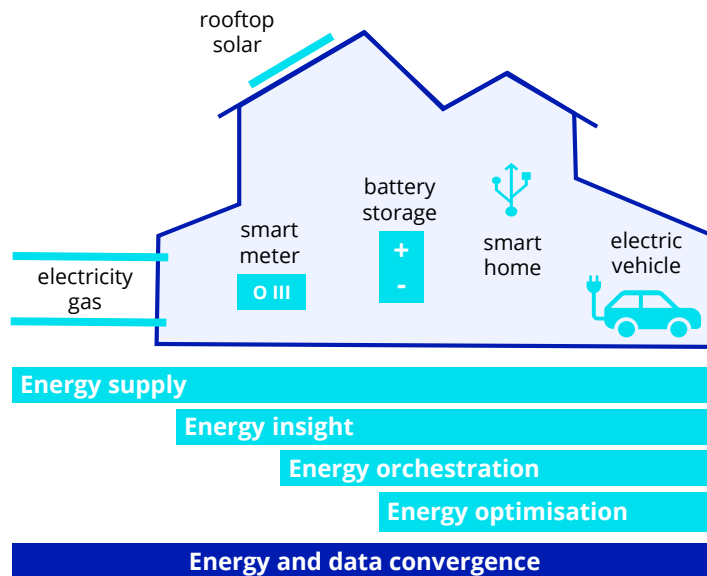 rooftop
solar
battery
storage
smart
meter
smart
home
electric
vehicle
electricity
gas
O III
+
-
Energy supply
Energy insight
Energy orchestration
Energy optimisation
Energy and data convergence